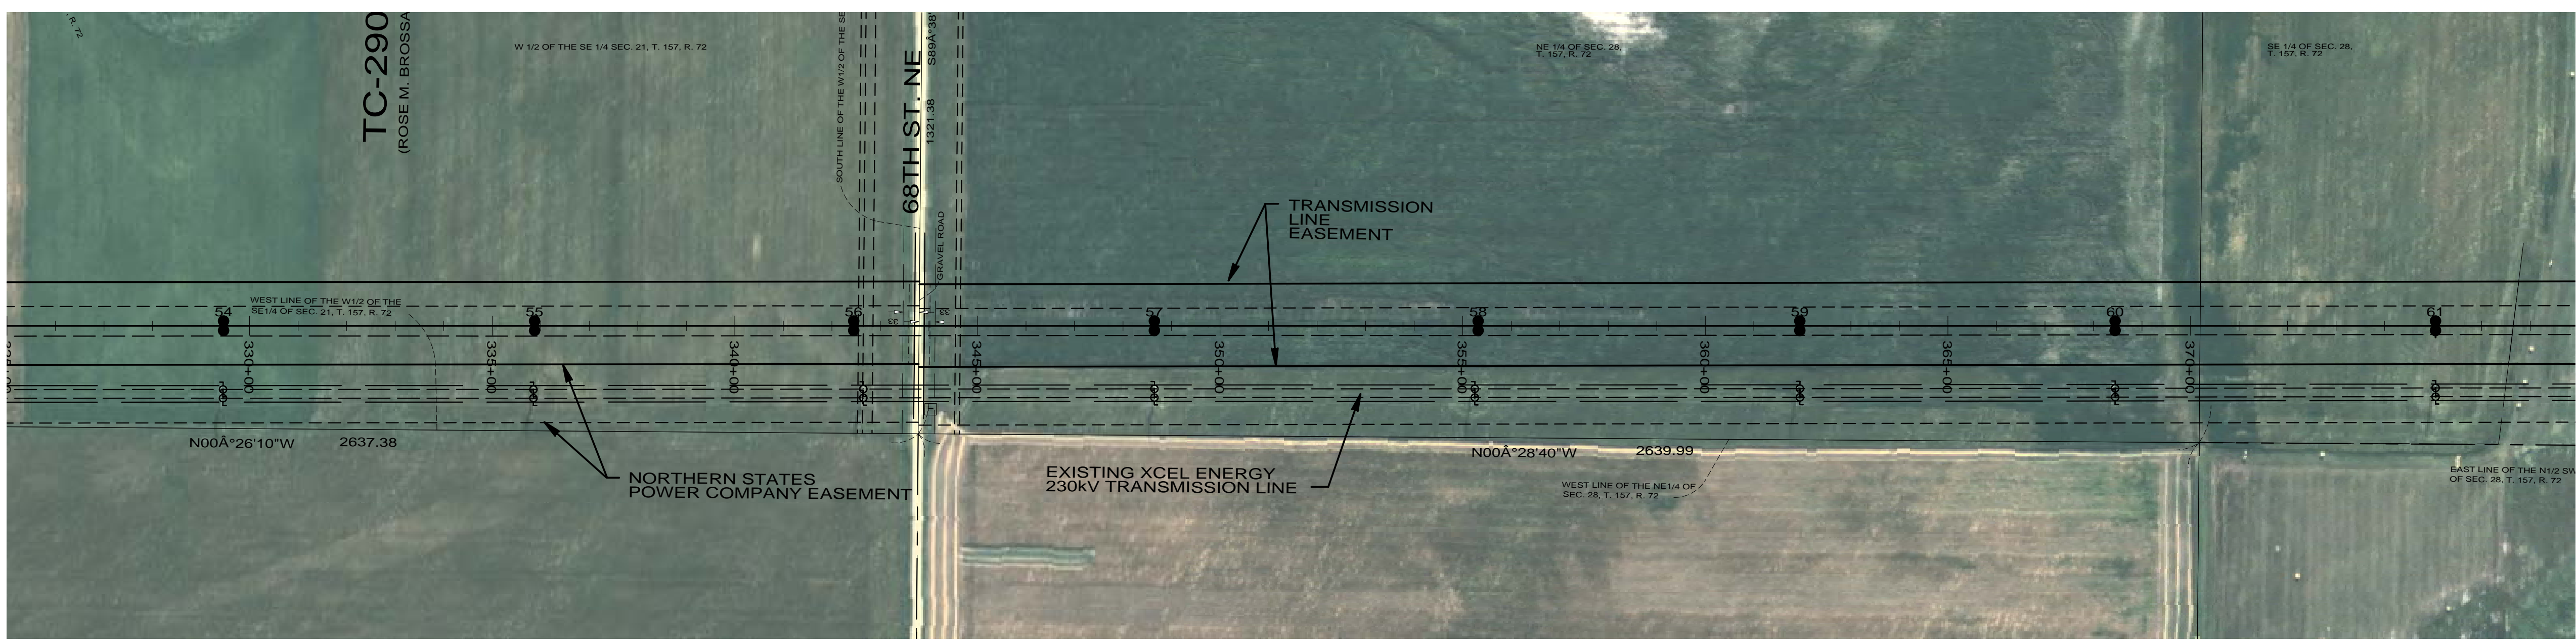 , R. 72
TC-290
(ROSE M. BROSSA
W 1/2 OF THE SE 1/4 SEC. 21, T. 157, R. 72
SOUTH LINE OF THE W1/2 OF THE SE
68TH ST. NE
S89Â°38'
1321.38
GRAVEL ROAD
NE 1/4 OF SEC. 28,
T. 157, R. 72
SE 1/4 OF SEC. 28,
T. 157, R. 72
TRANSMISSION
LINE
EASEMENT
WEST LINE OF THE W1/2 OF THE
SE1/4 OF SEC. 21, T. 157, R. 72
54
55
56
33
33
57
58
59
60
61
330+00
335+00
340+00
345+00
350+00
355+00
360+00
365+00
370+00
N00Â°26'10"W
2637.38
NORTHERN STATES
POWER COMPANY EASEMENT
EXISTING XCEL ENERGY
230kV TRANSMISSION LINE
N00Â°28'40"W
2639.99
WEST LINE OF THE NE1/4 OF
SEC. 28, T. 157, R. 72
EAST LINE OF THE N1/2 SW
OF SEC. 28, T. 157, R. 72